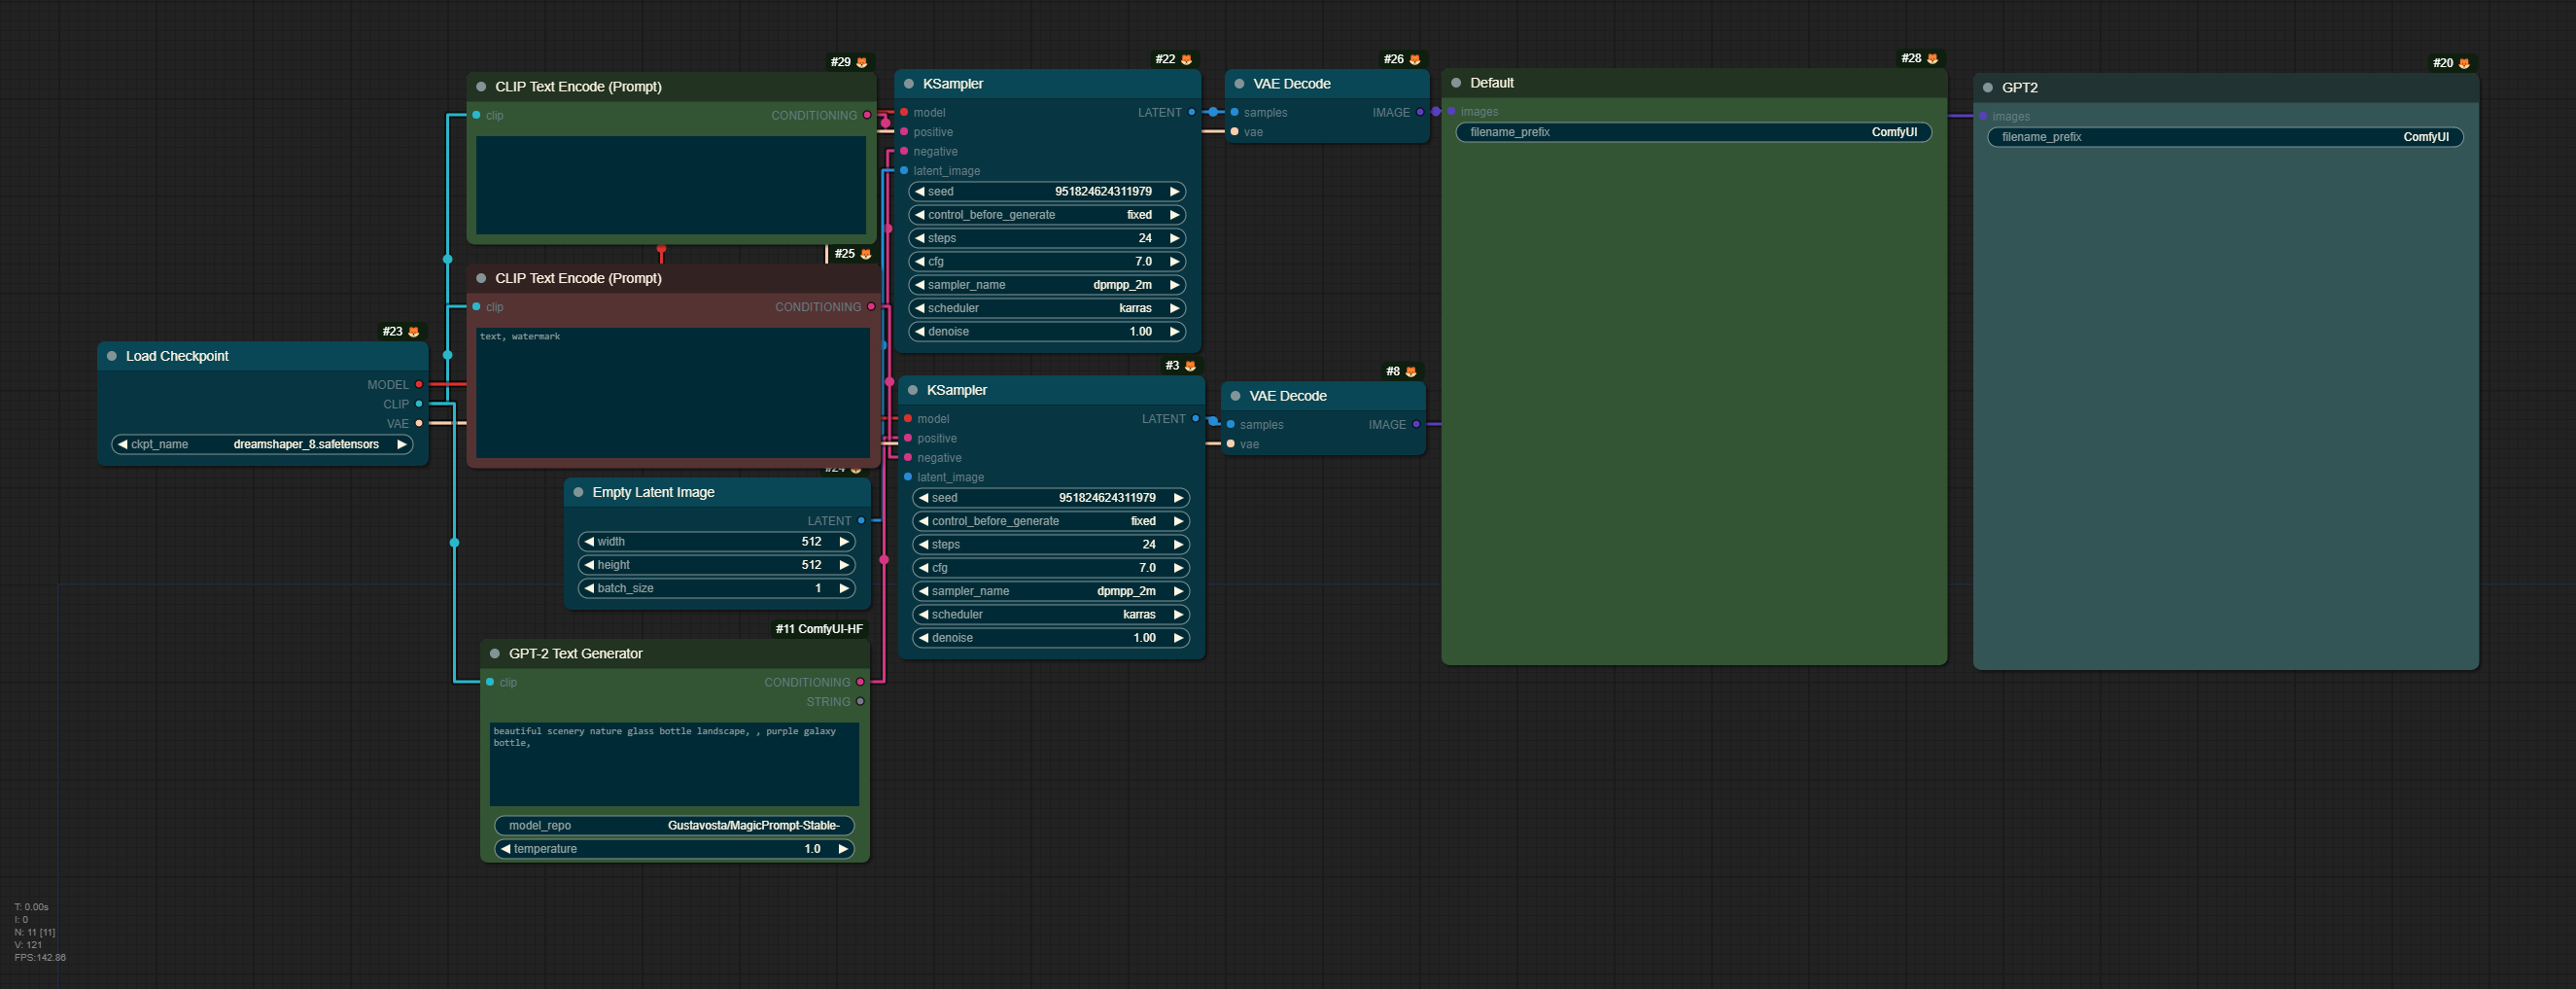 #29
CLIP Text Encode (Prompt)
clip CONDITIONING
#25
CLIP Text Encode (Prompt)
clip CONDITIONING
text, watermark
#23
Load Checkpoint
MODEL
CLIP
VAE
ckpt_name dreamshaper_8.safetensors
#24
Empty Latent Image
LATENT
width 512
height 512
batch_size 1
#11 ComfyUI-HF
GPT-2 Text Generator
clip CONDITIONING
STRING
beautiful scenery nature glass bottle landscape, , purple galaxy
bottle,
model_repo Gustavosta/MagicPrompt-Stable-
temperature 1.0
#22
KSampler
model LATENT
positive
negative
latent_image
seed 951824624311979
control_before_generate fixed
steps 24
cfg 7.0
sampler_name dpmpp_2m
scheduler karras
denoise 1.00
#3
KSampler
model LATENT
positive
negative
latent_image
seed 951824624311979
control_before_generate fixed
steps 24
cfg 7.0
sampler_name dpmpp_2m
scheduler karras
denoise 1.00
#26
VAE Decode
samples IMAGE
vae
#8
VAE Decode
samples IMAGE
vae
#28
Default
images
filename_prefix ComfyUI
#20
GPT2
images
filename_prefix ComfyUI
T: 0.00s
I: 0
N: 11 [11]
V: 121
FPS:142.86